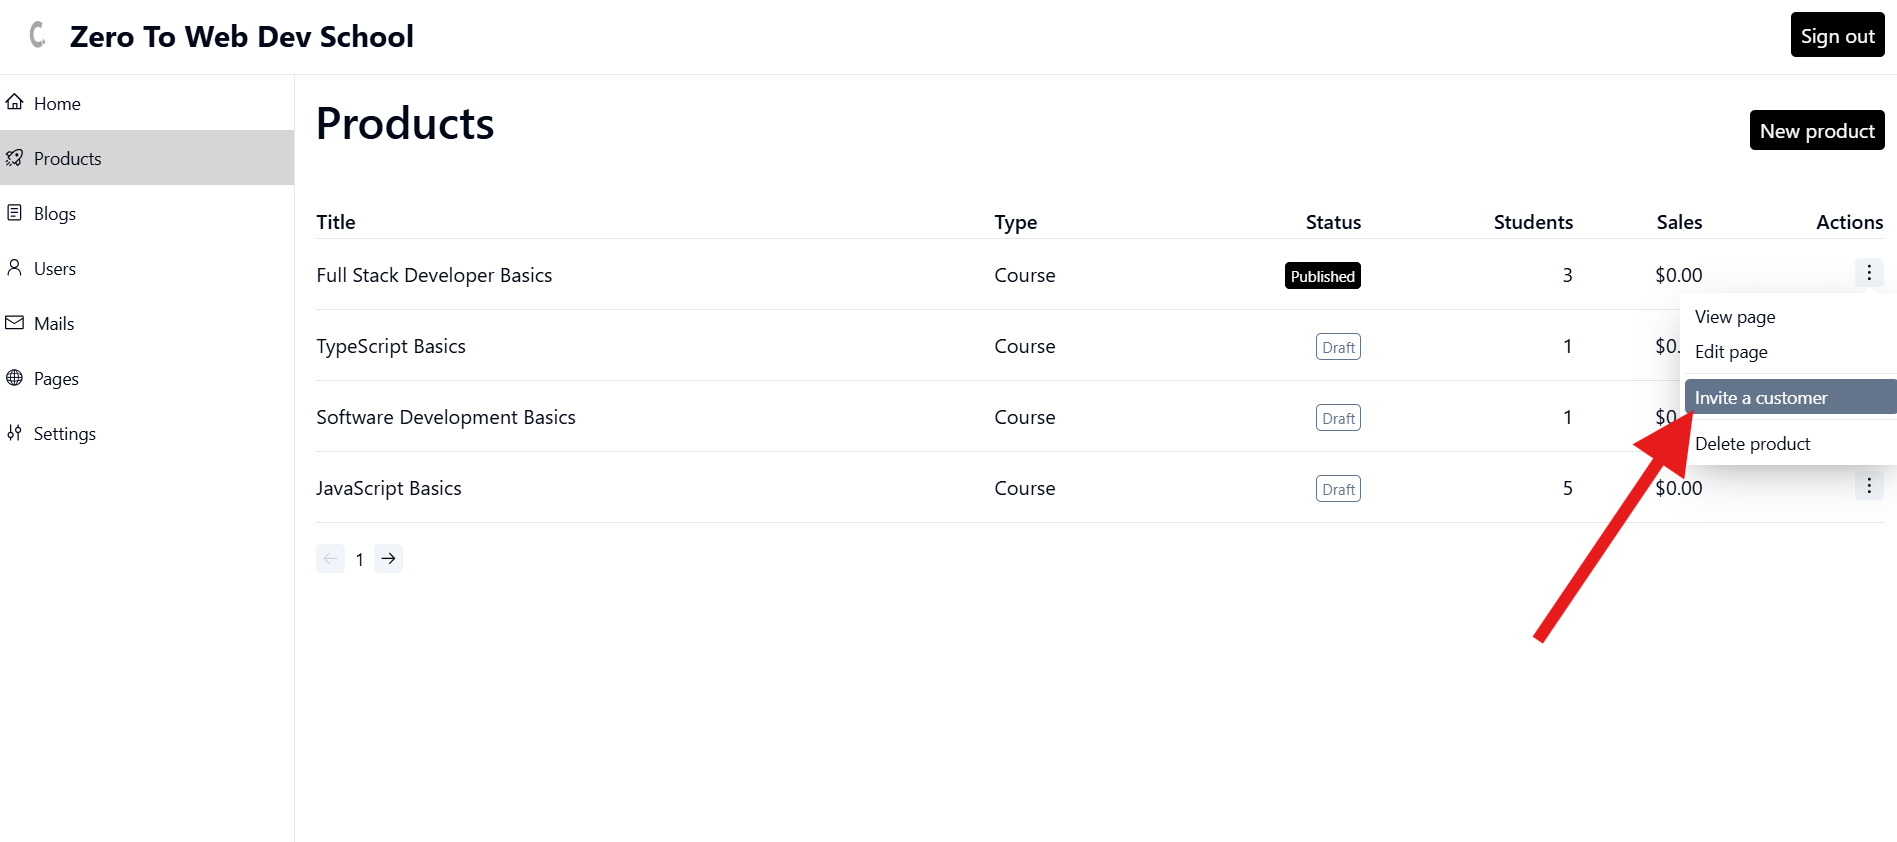 Zero To Web Dev School
Sign out
Home
Products
Blogs
Users
Mails
Pages
Settings
Products
New product
Title Type Status Students Sales Actions
Full Stack Developer Basics Course Published 3 $0.00
TypeScript Basics Course Draft 1 $0.
Software Development Basics Course Draft 1 $0.
JavaScript Basics Course Draft 5 $0.00
View page
Edit page
Invite a customer
Delete product
1